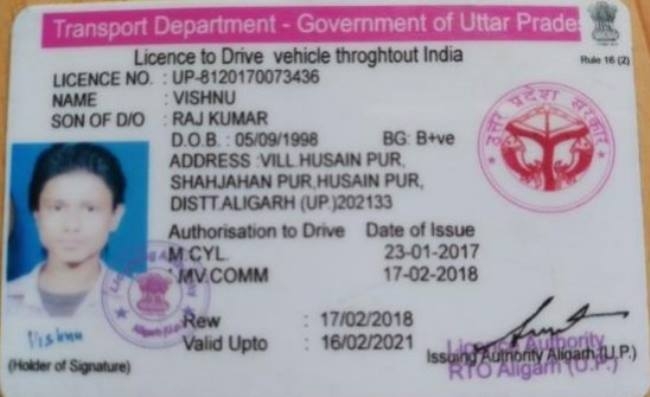 Transport Department - Government of Uttar Prades
Licence to Drive vehicle throghtout India
Rule 16 (2)
LICENCE NO. : UP-8120170073436
NAME : VISHNU
SON OF D/O : RAJ KUMAR
D.O.B. : 05/09/1998 BG: B+ve
ADDRESS :VILL.HUSAIN PUR,
SHAHJAHAN PUR,HUSAIN PUR,
DISTT.ALIGARH (UP.)202133
उत्तर प्रदेश सरकार
Authorisation to Drive Date of Issue
M.CYL. 23-01-2017
MV.COMM 17-02-2018
Rew : 17/02/2018
Valid Upto : 16/02/2021
Vishnu
(Holder of Signature)
Issuing Authority Aligarh (U.P.)
Licence Authority
RTO Aligarh (U.P.)